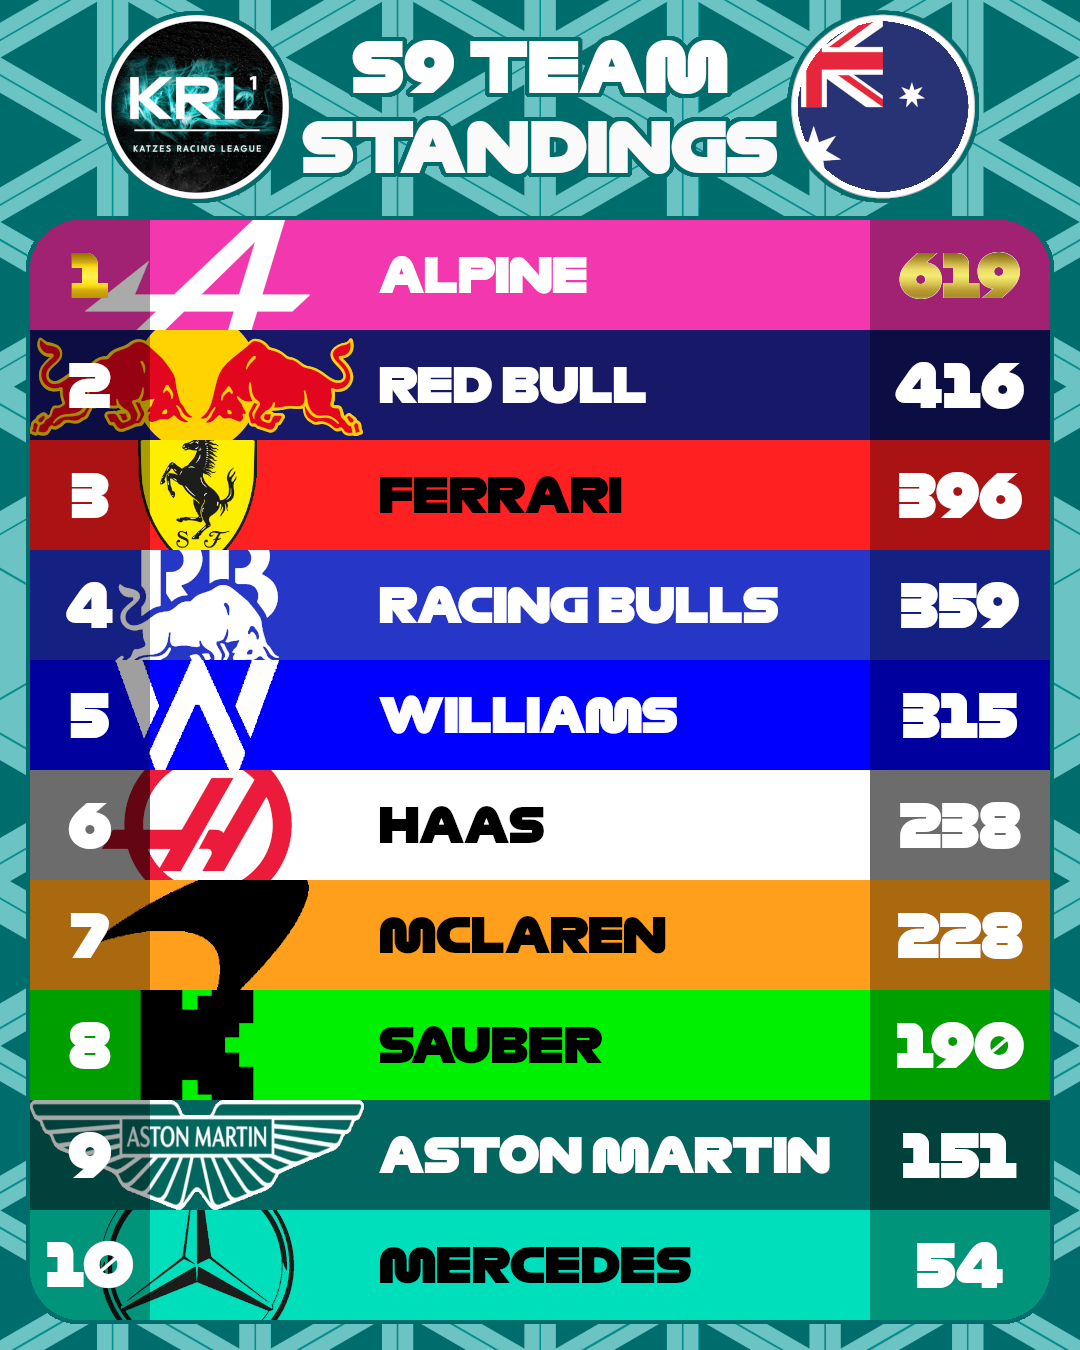 KRL1
KATZES RACING LEAGUE
S9 TEAM
STANDINGS
1 ALPINE 619
2 RED BULL 416
3 S F FERRARI 396
4 RB RACING BULLS 359
5 W WILLIAMS 315
6 H HAAS 238
7 MCLAREN 228
8 SAUBER 190
9 ASTON MARTIN ASTON MARTIN 151
10 MERCEDES 54